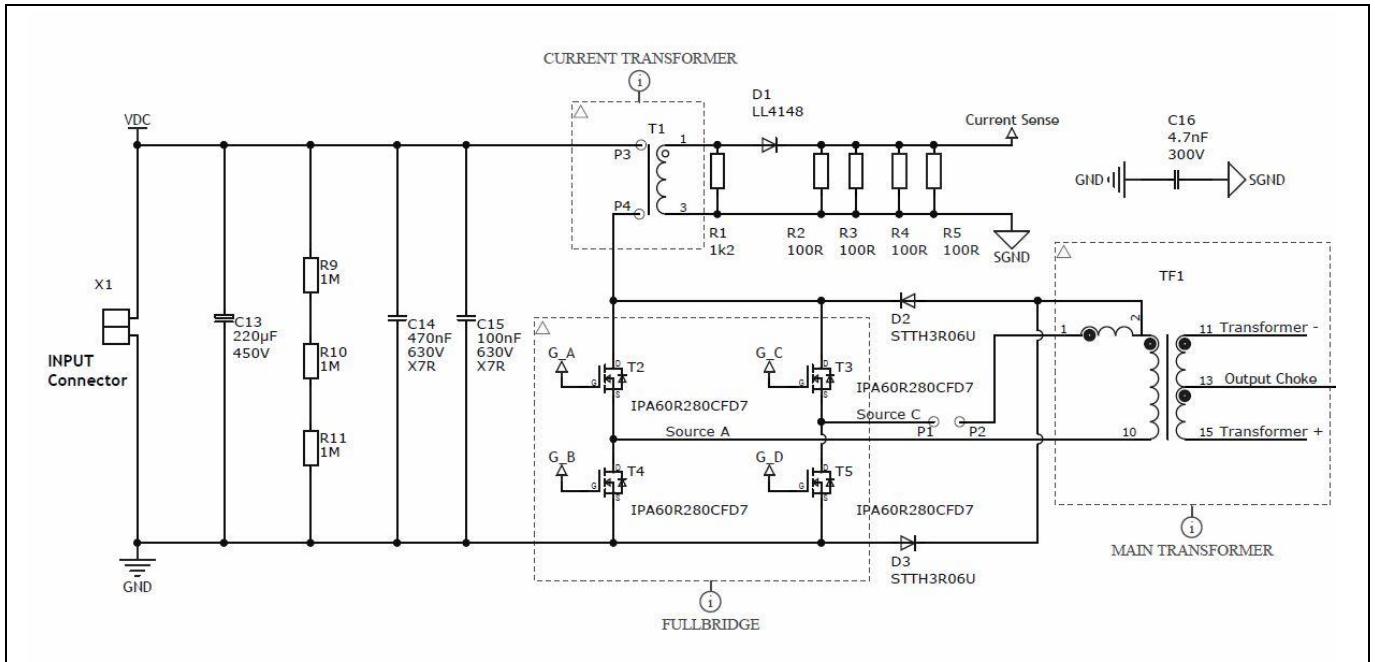 CURRENT TRANSFORMER
i
VDC
T1
P3
P4
1
3
D1
LL4148
Current Sense
R1
1k2
R2
100R
R3
100R
R4
100R
R5
100R
SGND
C16
4.7nF
300V
GND
SGND
X1
INPUT
Connector
C13
220µF
450V
R9
1M
R10
1M
R11
1M
C14
470nF
630V
X7R
C15
100nF
630V
X7R
GND
G_A
D
G
S
T2
IPA60R280CFD7
G_C
D
G
S
T3
IPA60R280CFD7
Source A
Source C
P1
P2
G_B
D
G
S
T4
IPA60R280CFD7
G_D
D
G
S
T5
IPA60R280CFD7
D2
STTH3R06U
D3
STTH3R06U
i
FULLBRIDGE
TF1
1
2
10
11 Transformer -
13 Output Choke
15 Transformer +
i
MAIN TRANSFORMER